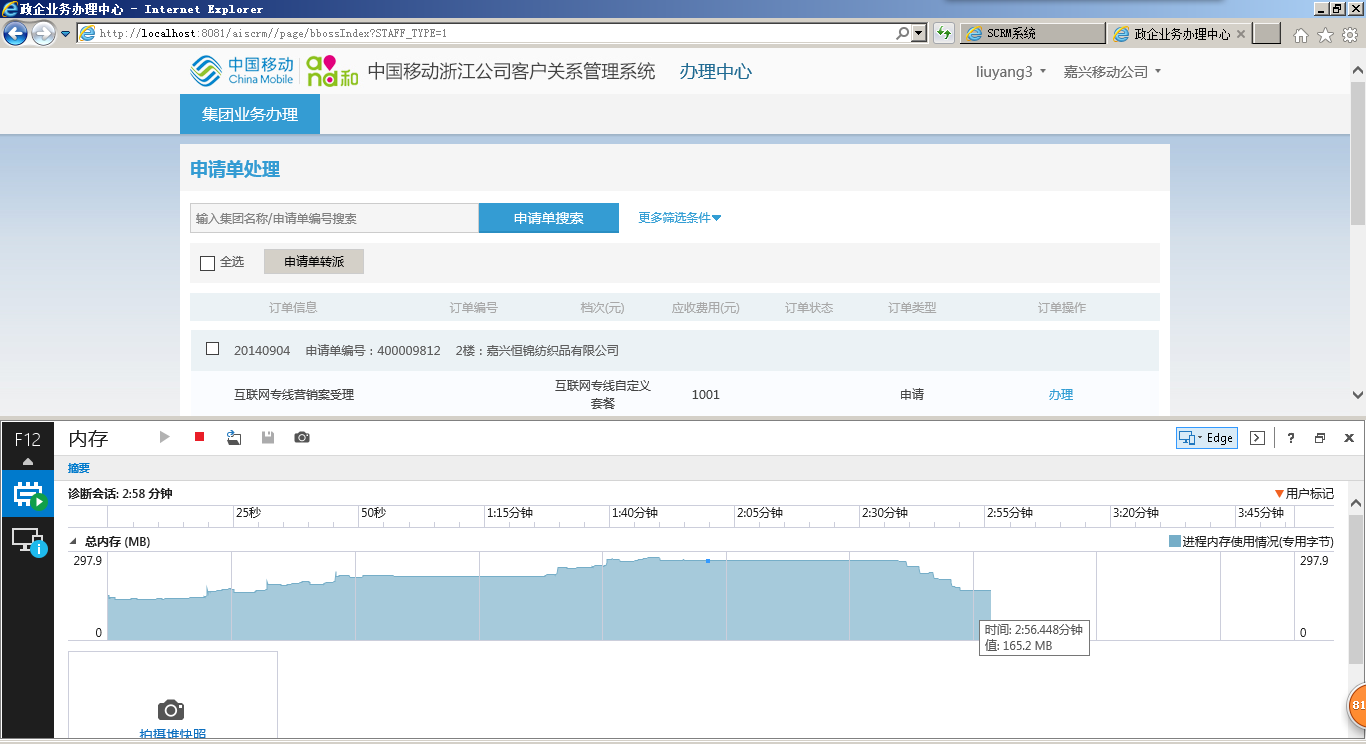 政企业务办理中心 - Internet Explorer
http://localhost:8081/aiscrm//page/bbossIndex?STAFF_TYPE=1
SCRM系统
政企业务办理中心
中国移动
China Mobile
and和
中国移动浙江公司客户关系管理系统 办理中心
liuyang3
嘉兴移动公司
集团业务办理
申请单处理
输入集团名称/申请单编号搜索
申请单搜索
更多筛选条件
全选
申请单转派
订单信息 订单编号 档次(元) 应收费用(元) 订单状态 订单类型 订单操作
20140904 申请单编号：400009812 2楼：嘉兴恒锦纺织品有限公司
互联网专线营销案受理 互联网专线自定义套餐 1001 申请 办理
F12
内存
Edge
?
摘要
诊断会话: 2:58 分钟
用户标记
25秒 50秒 1:15分钟 1:40分钟 2:05分钟 2:30分钟 2:55分钟 3:20分钟 3:45分钟
总内存 (MB)
进程内存使用情况(专用字节)
297.9
297.9
0
0
时间: 2:56.448分钟
值: 165.2 MB
拍摄堆快照
81